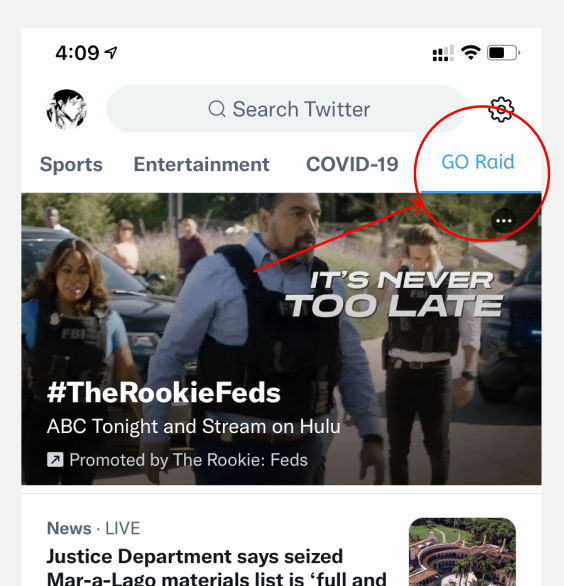 4:09
Search Twitter
Sports Entertainment COVID-19 GO Raid
IT'S NEVER
TOO LATE
FBI
#TheRookieFeds
ABC Tonight and Stream on Hulu
Promoted by The Rookie: Feds
News · LIVE
Justice Department says seized
Mar-a-Lago materials list is ‘full and